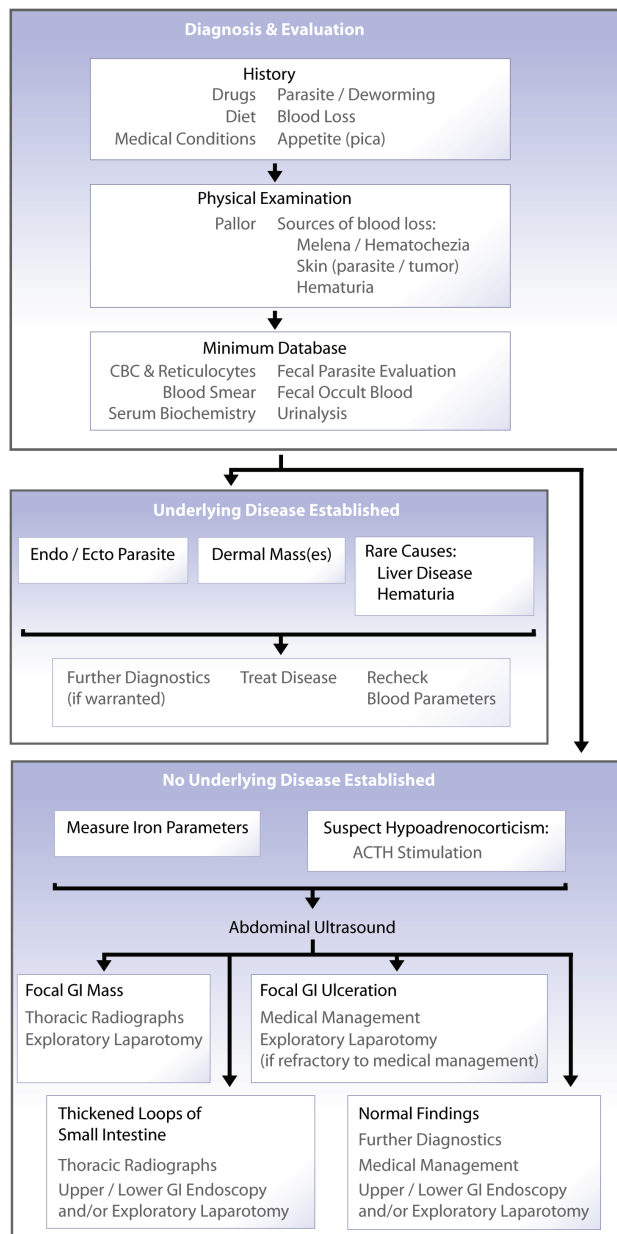 Diagnosis & Evaluation
History
Drugs Parasite / Deworming
Diet Blood Loss
Medical Conditions Appetite (pica)
Physical Examination
Pallor Sources of blood loss:
Melena / Hematochezia
Skin (parasite / tumor)
Hematuria
Minimum Database
CBC & Reticulocytes Fecal Parasite Evaluation
Blood Smear Fecal Occult Blood
Serum Biochemistry Urinalysis
Underlying Disease Established
Endo / Ecto Parasite
Dermal Mass(es)
Rare Causes:
Liver Disease
Hematuria
Further Diagnostics
(if warranted)
Treat Disease
Recheck
Blood Parameters
No Underlying Disease Established
Measure Iron Parameters
Suspect Hypoadrenocorticism:
ACTH Stimulation
Abdominal Ultrasound
Focal GI Mass
Thoracic Radiographs
Exploratory Laparotomy
Focal GI Ulceration
Medical Management
Exploratory Laparotomy
(if refractory to medical management)
Thickened Loops of
Small Intestine
Thoracic Radiographs
Upper / Lower GI Endoscopy
and/or Exploratory Laparotomy
Normal Findings
Further Diagnostics
Medical Management
Upper / Lower GI Endoscopy
and/or Exploratory Laparotomy